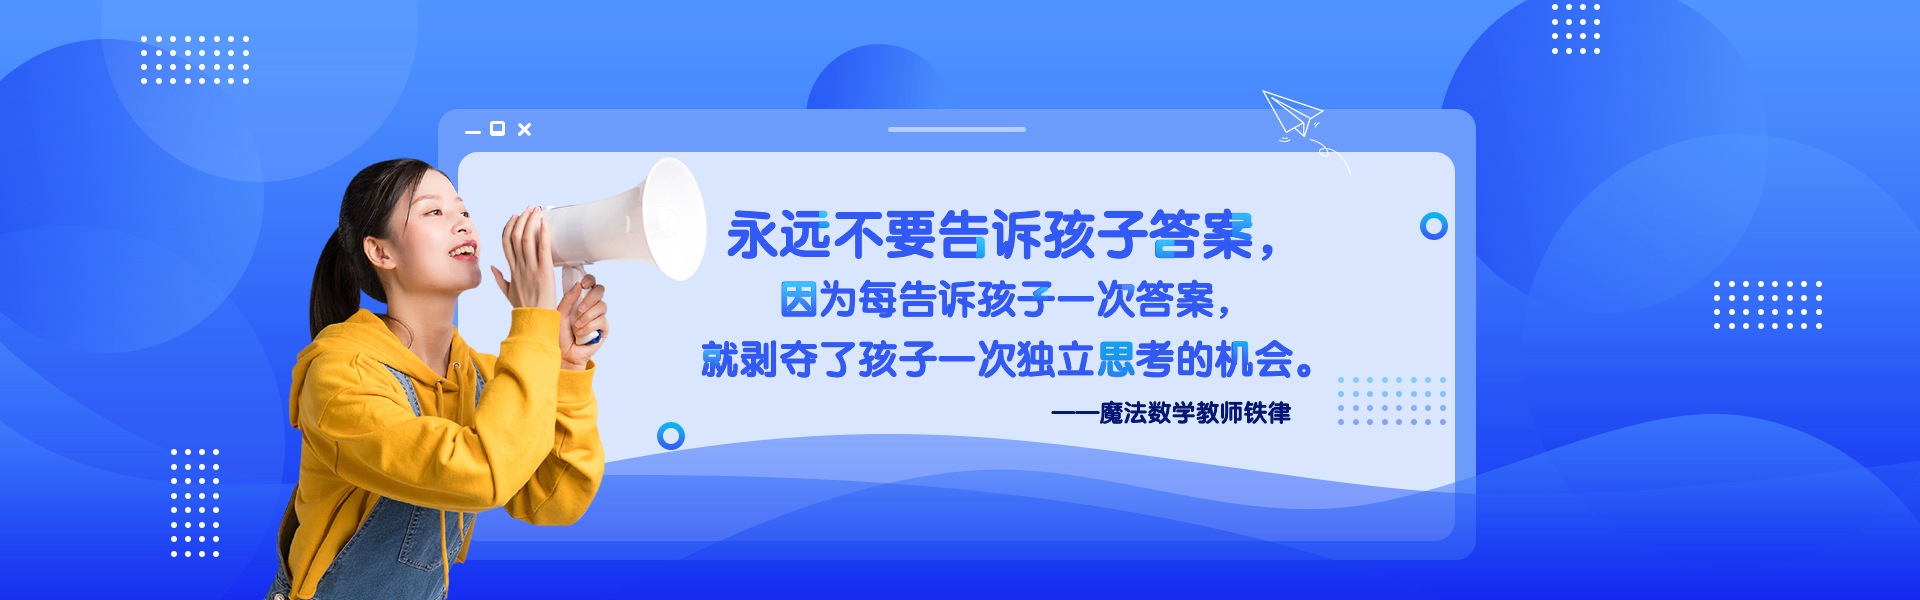 永远不要告诉孩子答案，
因为每告诉孩子一次答案，
就剥夺了孩子一次独立思考的机会。
——魔法数学教师铁律